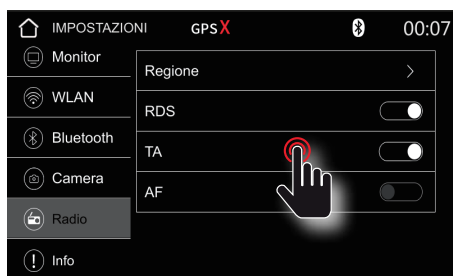 IMPOSTAZIONI GPSX 00:07
Monitor
WLAN
Bluetooth
Camera
Radio
Info
Regione
RDS
TA
AF